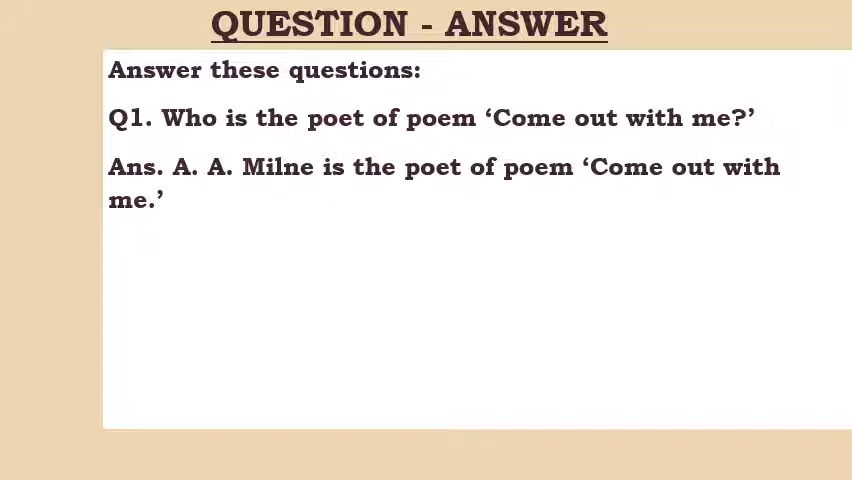 QUESTION - ANSWER
Answer these questions:
Q1. Who is the poet of poem ‘Come out with me?’
Ans. A. A. Milne is the poet of poem ‘Come out with
me.’